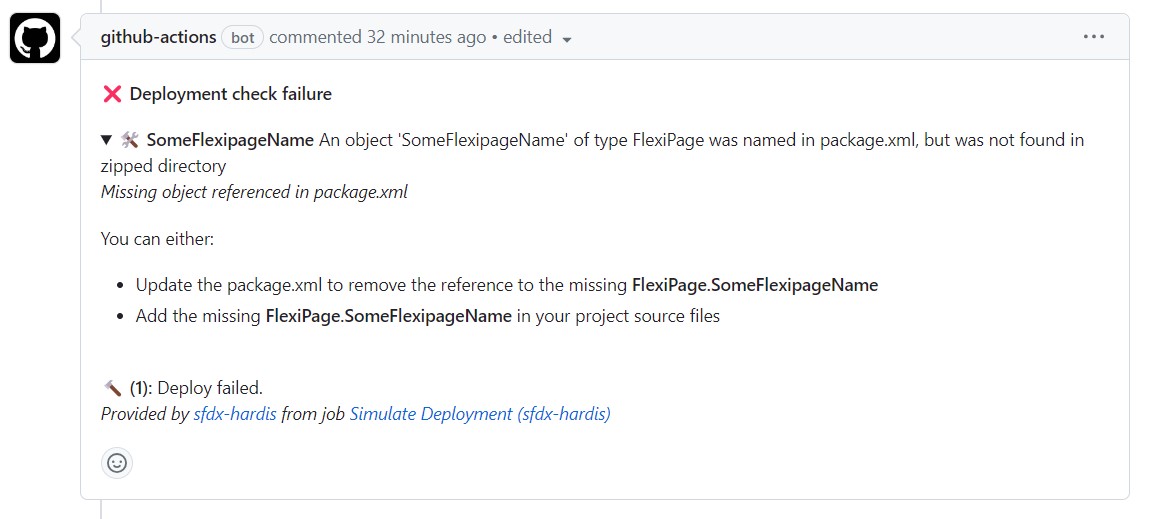 github-actions bot commented 32 minutes ago • edited
❌ Deployment check failure
▼ 🛠️ SomeFlexipageName An object 'SomeFlexipageName' of type FlexiPage was named in package.xml, but was not found in
zipped directory
Missing object referenced in package.xml
You can either:
• Update the package.xml to remove the reference to the missing FlexiPage.SomeFlexipageName
• Add the missing FlexiPage.SomeFlexipageName in your project source files
🔨 (1): Deploy failed.
Provided by sfdx-hardis from job Simulate Deployment (sfdx-hardis)